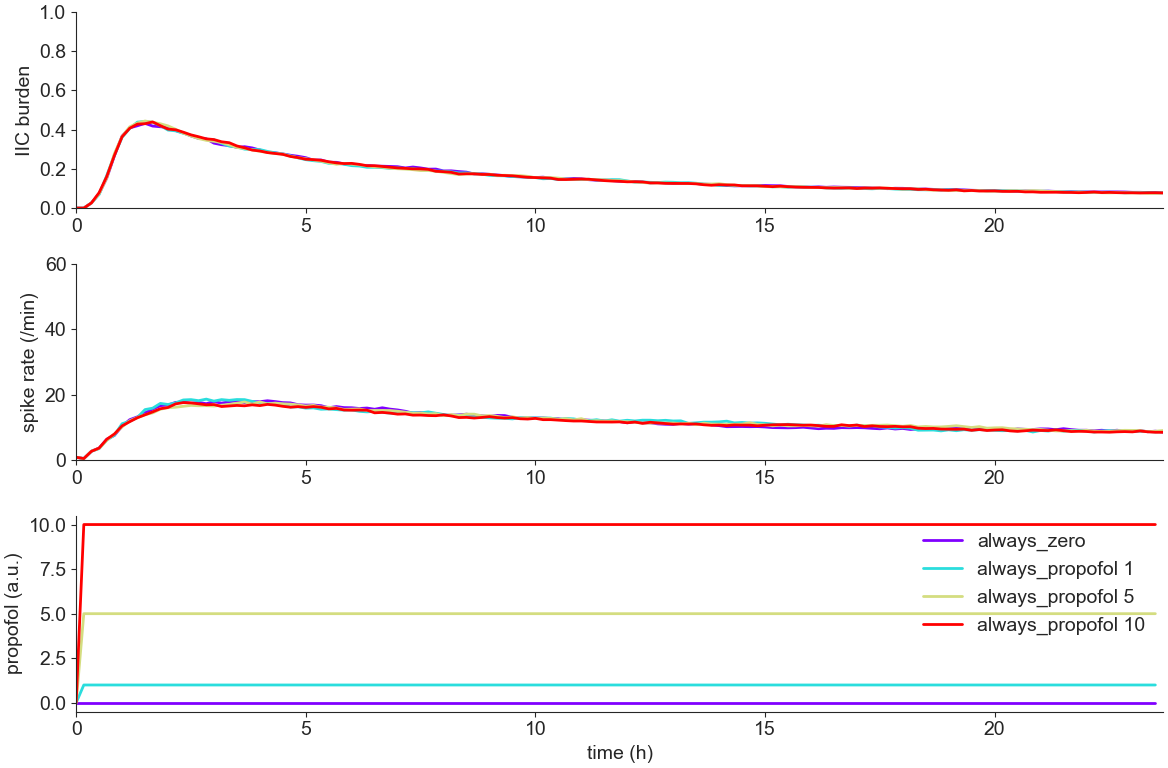 IIC burden
1.0
0.8
0.6
0.4
0.2
0.0
0 5 10 15 20
spike rate (/min)
60
40
20
0
0 5 10 15 20
propofol (a.u.)
10.0
7.5
5.0
2.5
0.0
always_zero
always_propofol 1
always_propofol 5
always_propofol 10
0 5 10 15 20
time (h)